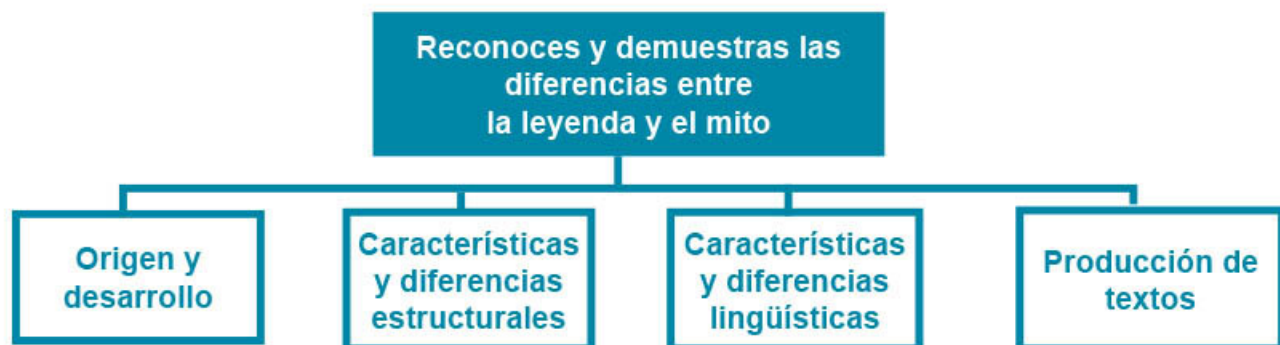 Reconoces y demuestras las
diferencias entre
la leyenda y el mito
Origen y
desarrollo
Características
y diferencias
estructurales
Características
y diferencias
lingüísticas
Producción de
textos